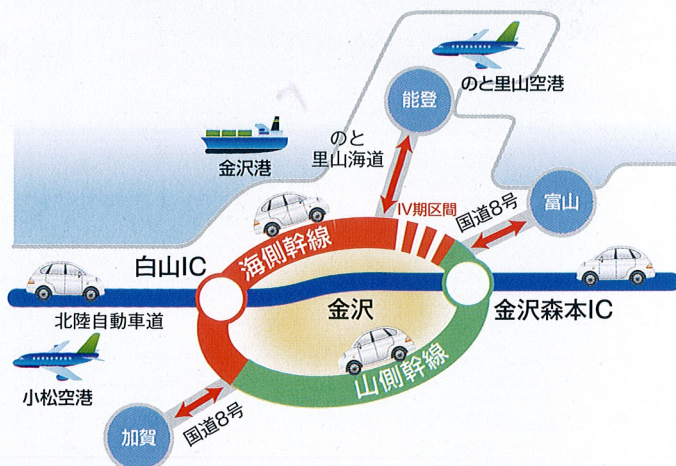 のと里山空港
能登
のと
里山海道
金沢港
IV期区間
国道8号
富山
海側幹線
白山IC
北陸自動車道
金沢
金沢森本IC
山側幹線
小松空港
国道8号
加賀